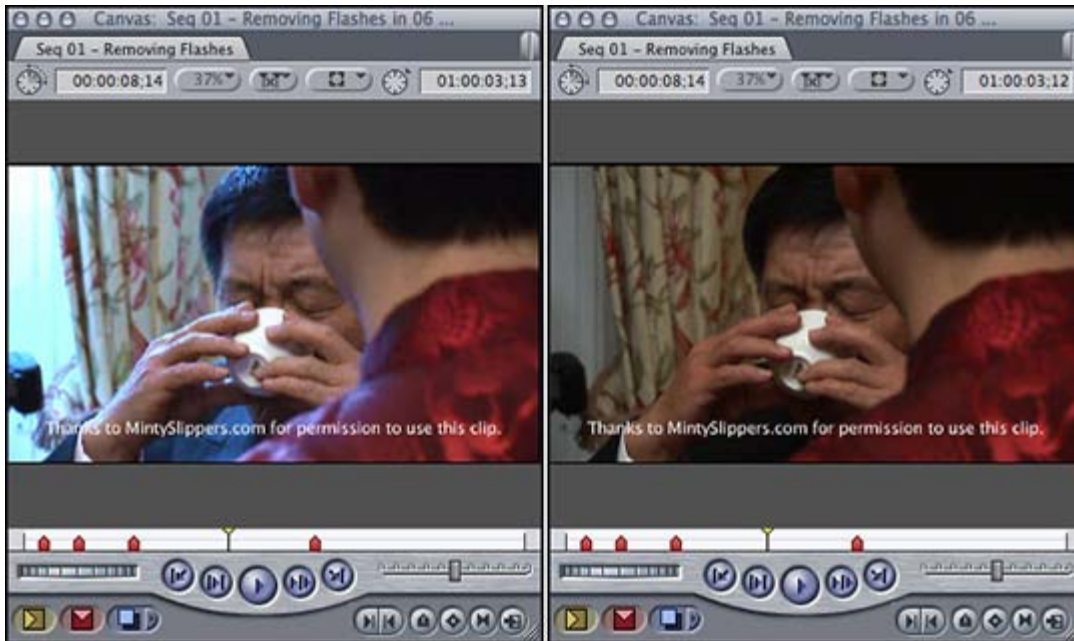 Canvas: Seq 01 - Removing Flashes in 06 ...
Seq 01 - Removing Flashes
00:00:08;14
37%
01:00:03;13
Thanks to MintySlippers.com for permission to use this clip.
Canvas: Seq 01 - Removing Flashes in 06 ...
Seq 01 - Removing Flashes
00:00:08;14
37%
01:00:03;12
Thanks to MintySlippers.com for permission to use this clip.